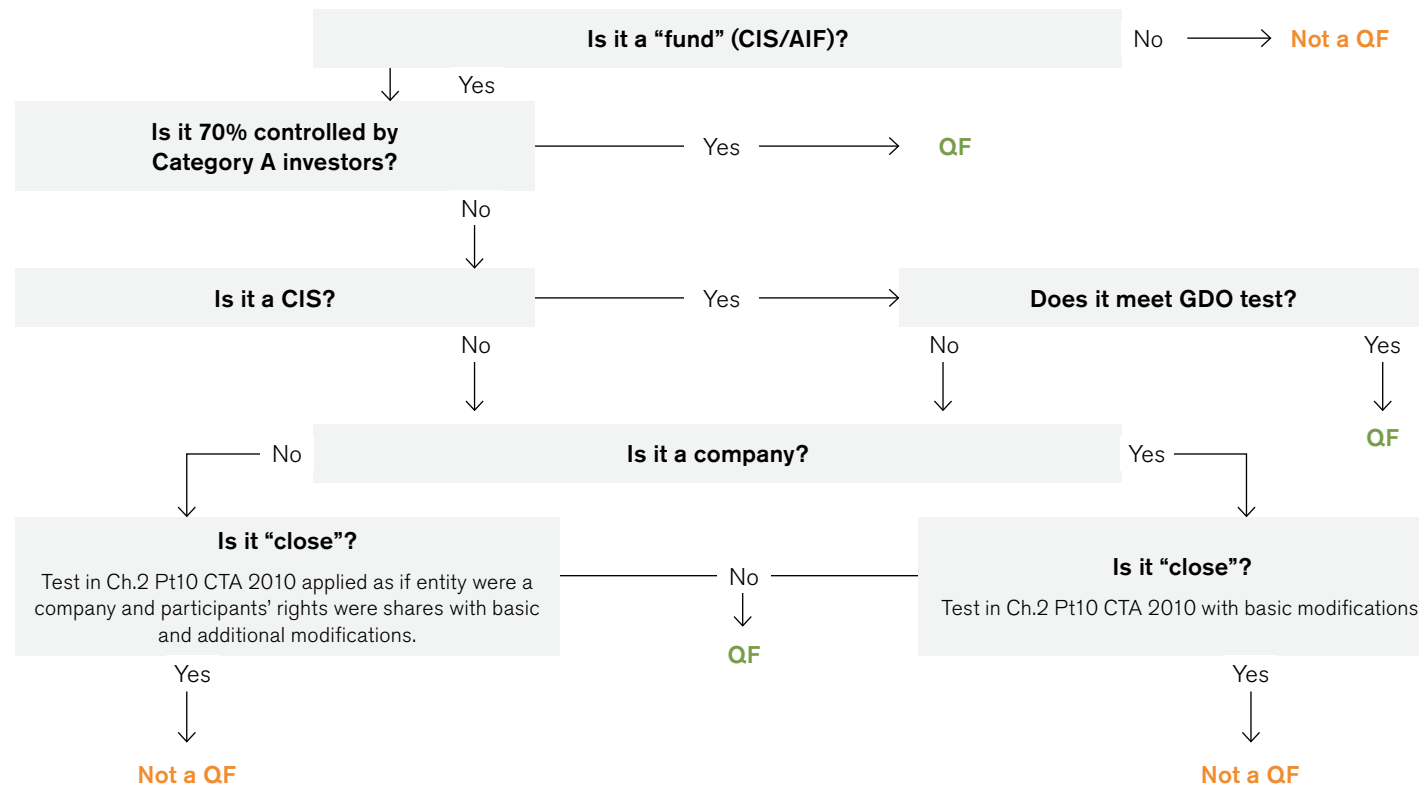 Is it a “fund” (CIS/AIF)?
No
Not a QF
Yes
Is it 70% controlled by
Category A investors?
Yes
QF
No
Is it a CIS?
Yes
Does it meet GDO test?
No
No
Yes
QF
No
Is it a company?
Yes
Is it “close”?
Test in Ch.2 Pt10 CTA 2010 applied as if entity were a
company and participants’ rights were shares with basic
and additional modifications.
No
QF
Is it “close”?
Test in Ch.2 Pt10 CTA 2010 with basic modifications
Yes
Yes
Not a QF
Not a QF